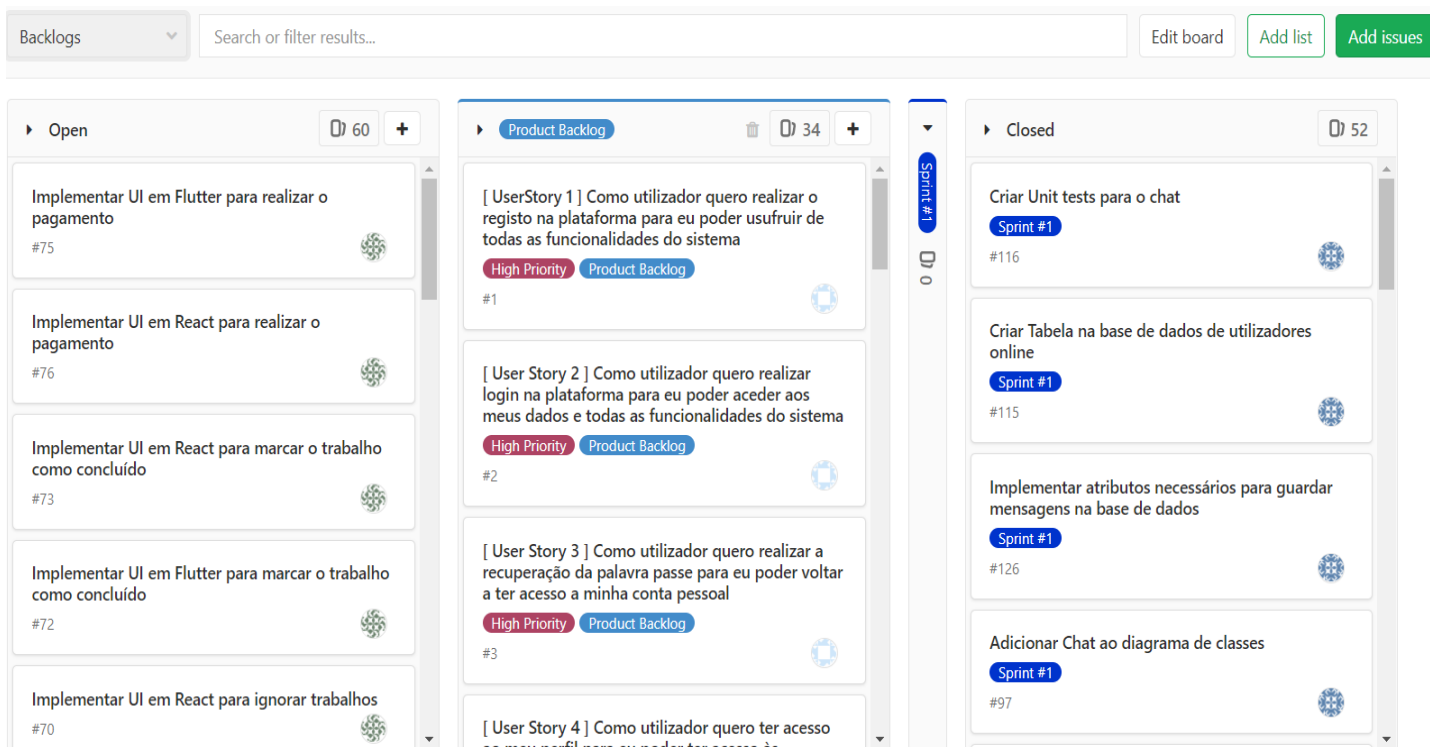 Backlogs
Search or filter results...
Edit board
Add list
Add issues
Open
60
+
Implementar UI em Flutter para realizar o
pagamento
#75
Implementar UI em React para realizar o
pagamento
#76
Implementar UI em React para marcar o trabalho
como concluído
#73
Implementar UI em Flutter para marcar o trabalho
como concluído
#72
Implementar UI em React para ignorar trabalhos
#70
Product Backlog
34
+
[ UserStory 1 ] Como utilizador quero realizar o
registo na plataforma para eu poder usufruir de
todas as funcionalidades do sistema
High Priority Product Backlog
#1
[ User Story 2 ] Como utilizador quero realizar
login na plataforma para eu poder aceder aos
meus dados e todas as funcionalidades do sistema
High Priority Product Backlog
#2
[ User Story 3 ] Como utilizador quero realizar a
recuperação da palavra passe para eu poder voltar
a ter acesso a minha conta pessoal
High Priority Product Backlog
#3
[ User Story 4 ] Como utilizador quero ter acesso
ao meu perfil para eu poder ter acesso às
Sprint #1
0
Closed
52
Criar Unit tests para o chat
Sprint #1
#116
Criar Tabela na base de dados de utilizadores
online
Sprint #1
#115
Implementar atributos necessários para guardar
mensagens na base de dados
Sprint #1
#126
Adicionar Chat ao diagrama de classes
Sprint #1
#97